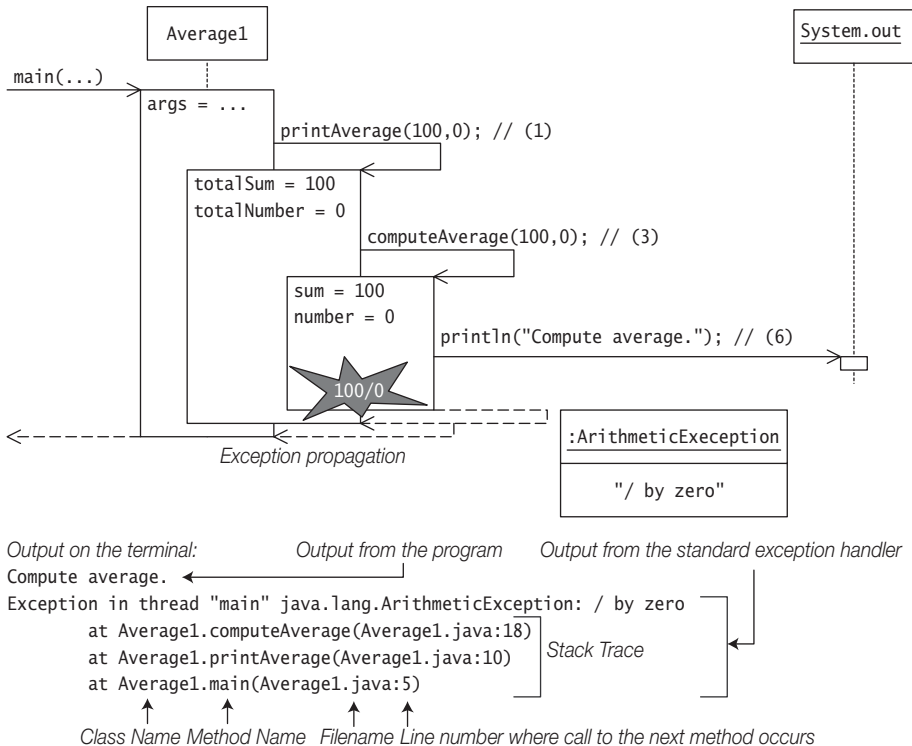 Average1
System.out
main(...)
args = ...
printAverage(100,0); // (1)
totalSum = 100
totalNumber = 0
computeAverage(100,0); // (3)
sum = 100
number = 0
println("Compute average."); // (6)
100/0
:ArithmeticExeception
Exception propagation
"/ by zero"
Output on the terminal: Output from the program Output from the standard exception handler
Compute average.
Exception in thread "main" java.lang.ArithmeticException: / by zero
at Average1.computeAverage(Average1.java:18)
at Average1.printAverage(Average1.java:10)
Stack Trace
at Average1.main(Average1.java:5)
Class Name Method Name Filename Line number where call to the next method occurs